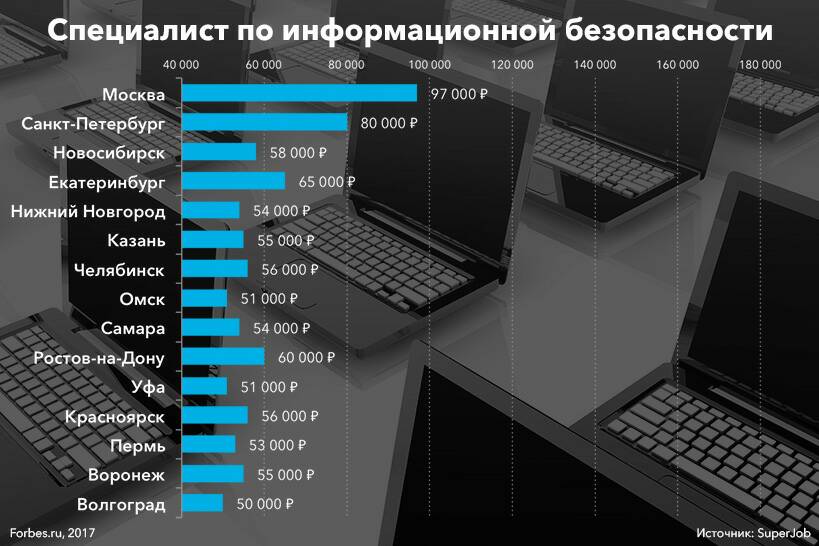 Специалист по информационной безопасности
40 000 60 000 80 000 100 000 120 000 140 000 160 000 180 000
Москва 97 000 ₽
Санкт-Петербург 80 000 ₽
Новосибирск 58 000 ₽
Екатеринбург 65 000 ₽
Нижний Новгород 54 000 ₽
Казань 55 000 ₽
Челябинск 56 000 ₽
Омск 51 000 ₽
Самара 54 000 ₽
Ростов-на-Дону 60 000 ₽
Уфа 51 000 ₽
Красноярск 56 000 ₽
Пермь 53 000 ₽
Воронеж 55 000 ₽
Волгоград 50 000 ₽
Forbes.ru, 2017 Источник: SuperJob